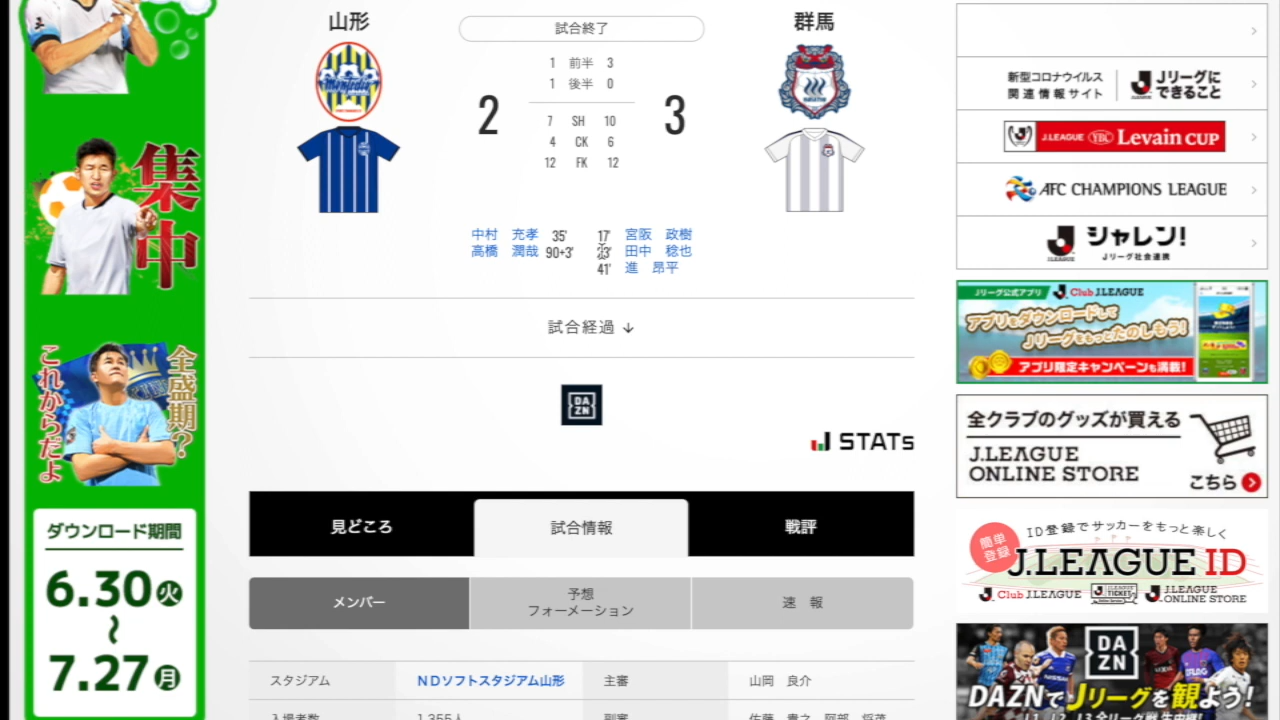 集中
全盛期?
これからだよ
ダウンロード期間
6.30火
〜
7.27月
山形
試合終了
群馬
1 前半 3
1 後半 0
2
3
7 SH 10
4 CK 6
12 FK 12
中村 充孝 35' 17' 宮阪 政樹
高橋 潤哉 90+3' 田中 稔也
41' 進 昂平
試合経過 ↓
DAZN
STATs
見どころ
試合情報
戦評
メンバー
予想
フォーメーション
速 報
スタジアム
NDソフトスタジアム山形
主審
山岡 良介
入場者数
1,355人
副審
新型コロナウイルス
関連情報サイト
Jリーグに
できること
J.LEAGUE YBC Levain CUP
AFC CHAMPIONS LEAGUE
シャレン!
Jリーグ社会連携
Jリーグ公式アプリ Club J.LEAGUE
アプリをダウンロードして
Jリーグをもっとたのしもう!
アプリ限定キャンペーンも満載!
全クラブのグッズが買える
J.LEAGUE
ONLINE STORE
こちら
簡単
登録
ID登録でサッカーをもっと楽しく
J.LEAGUE ID
Club J.LEAGUE
J.LEAGUE TICKET
J.LEAGUE ONLINE STORE
DAZN
DAZNでJリーグを観よう!